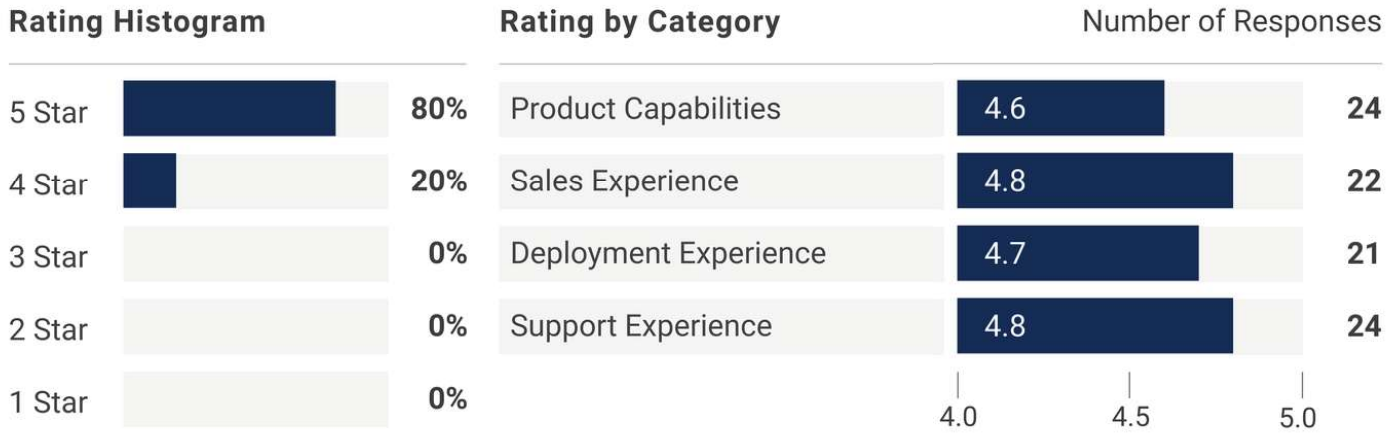 Rating Histogram
5 Star 80%
4 Star 20%
3 Star 0%
2 Star 0%
1 Star 0%
Rating by Category Number of Responses
Product Capabilities 4.6 24
Sales Experience 4.8 22
Deployment Experience 4.7 21
Support Experience 4.8 24
4.0 4.5 5.0